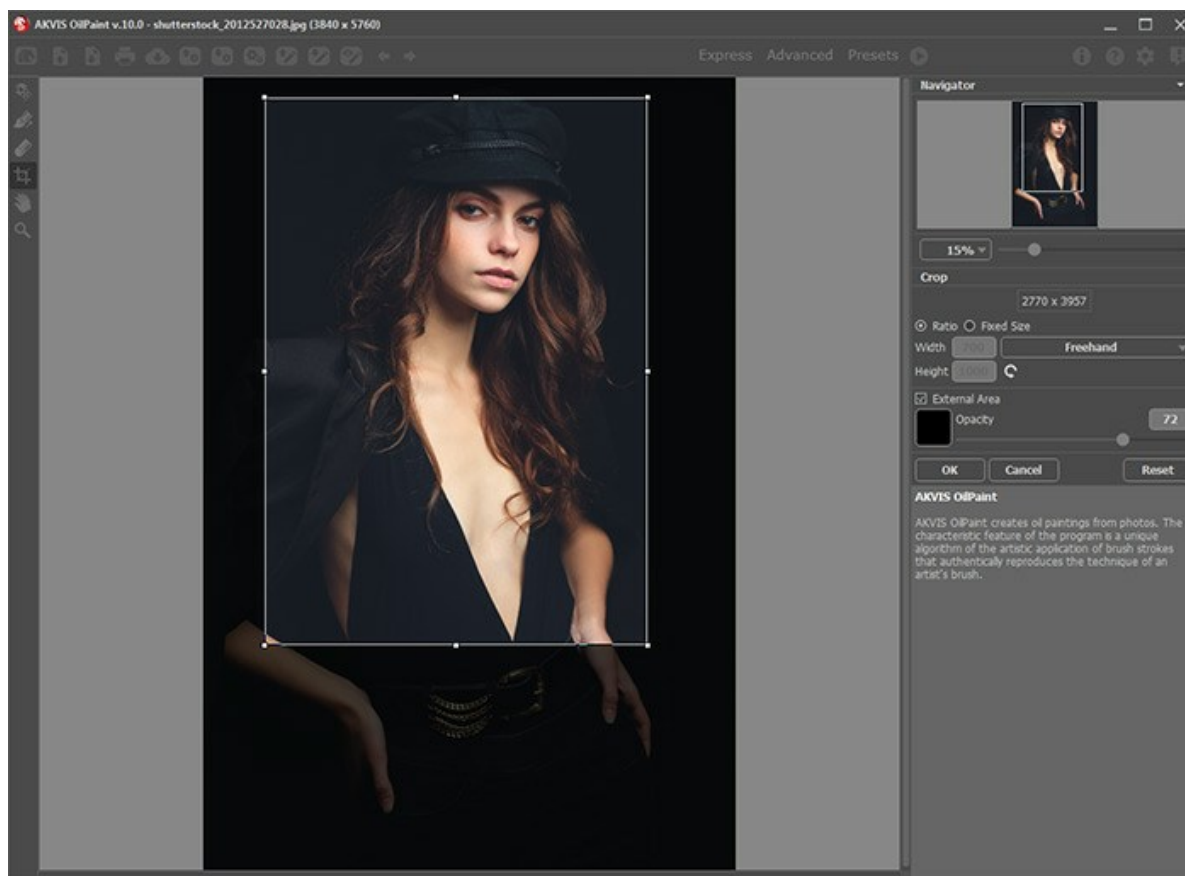 AKVIS OilPaint v.10.0 - shutterstock_2012527028.jpg (3840 x 5760)
Express Advanced Presets
Navigator
15%
Crop
2770 x 3957
Ratio Fixed Size
Width 700 Freehand
Height 1000
External Area
Opacity 72
OK Cancel Reset
AKVIS OilPaint
AKVIS OilPaint creates oil paintings from photos. The
characteristic feature of the program is a unique
algorithm of the artistic application of brush strokes
that authentically reproduces the technique of an
artist's brush.